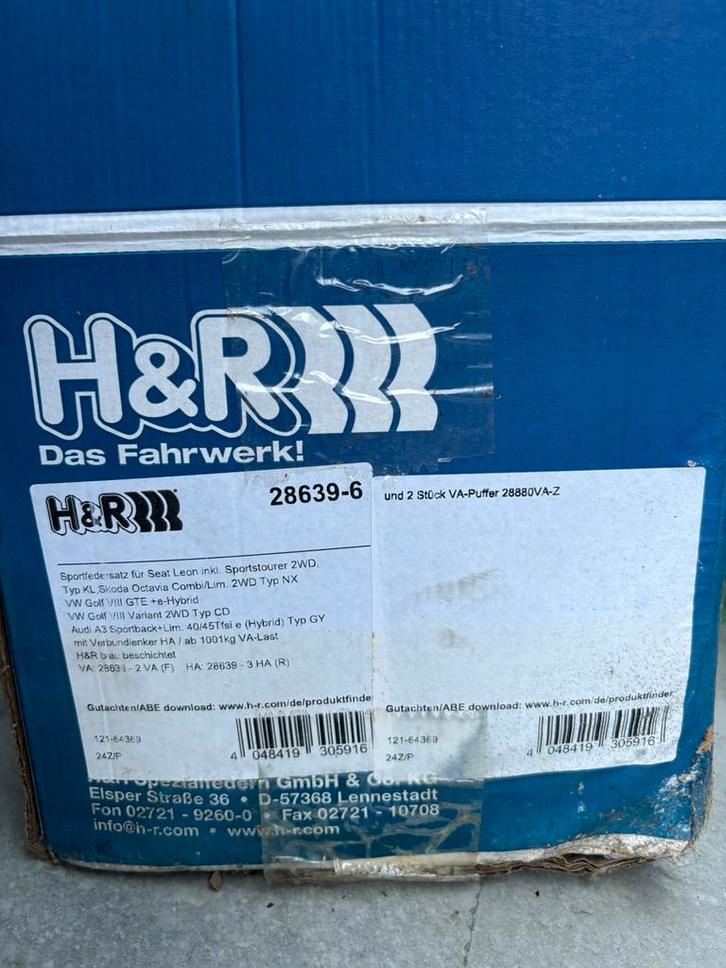 H&R
Das Fahrwerk!
H&R
28639-6
Sportfedersatz für Seat Leon inkl. Sportstourer 2WD,
Typ KL,Skoda Octavia Combi/Lim. 2WD Typ NX
VW Golf VIII GTE +e-Hybrid
VW Golf VIII Variant 2WD Typ CD
Audi A3 Sportback+Lim. 40/45Tfsi e (Hybrid) Typ GY
mit Verbundlenker HA / ab 1001kg VA-Last
H&R blau beschichtet
VA: 28639 - 2 VA (F) HA: 28639 - 3 HA (R)
Gutachten/ABE download: www.h-r.com/de/produktfinde
121-64369
24Z/P
4 048419 305916
und 2 Stück VA-Puffer 28880VA-Z
Gutachten/ABE download: www.h-r.com/de/produktfinder
121-64369
24Z/P
4 048419 305916
H&R Spezialfedern GmbH & Co. KG
Elsper Straße 36 • D-57368 Lennestadt
Fon 02721 - 9260-0 • Fax 02721 - 10708
info@h-r.com • www.h-r.com